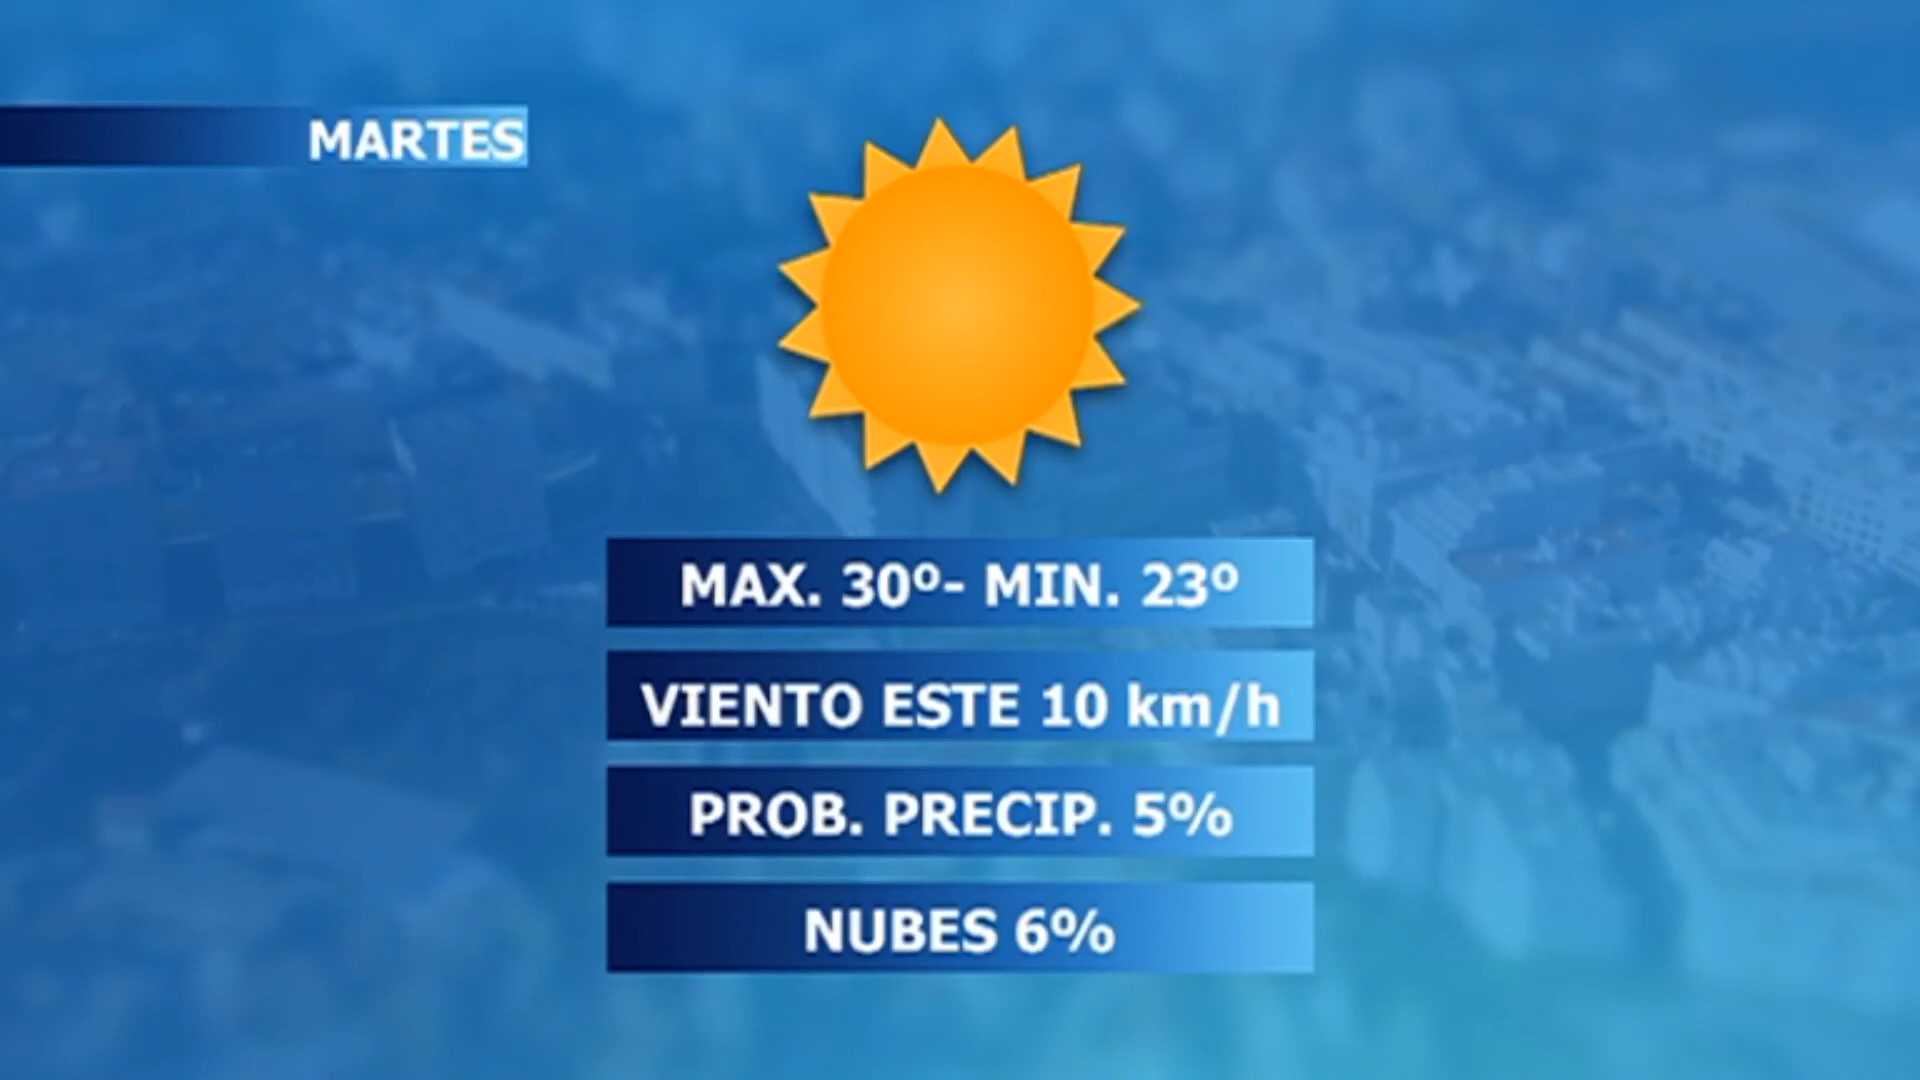 MARTES
MAX. 30º- MIN. 23º
VIENTO ESTE 10 km/h
PROB. PRECIP. 5%
NUBES 6%